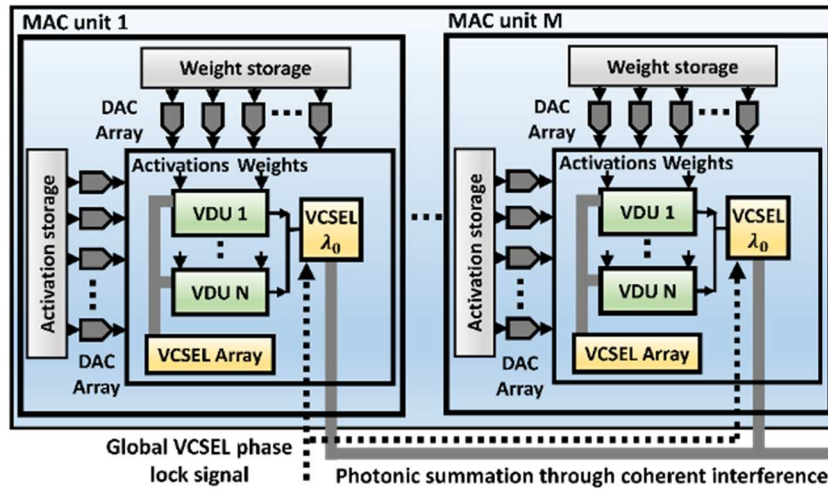 MAC unit 1
Weight storage
DAC
Array
Activation storage
Activations Weights
VDU 1
VDU N
VCSEL
λ0
VCSEL Array
DAC
Array
MAC unit M
Weight storage
DAC
Array
Activation storage
Activations Weights
VDU 1
VDU N
VCSEL
λ0
VCSEL Array
DAC
Array
Global VCSEL phase
lock signal
Photonic summation through coherent interference